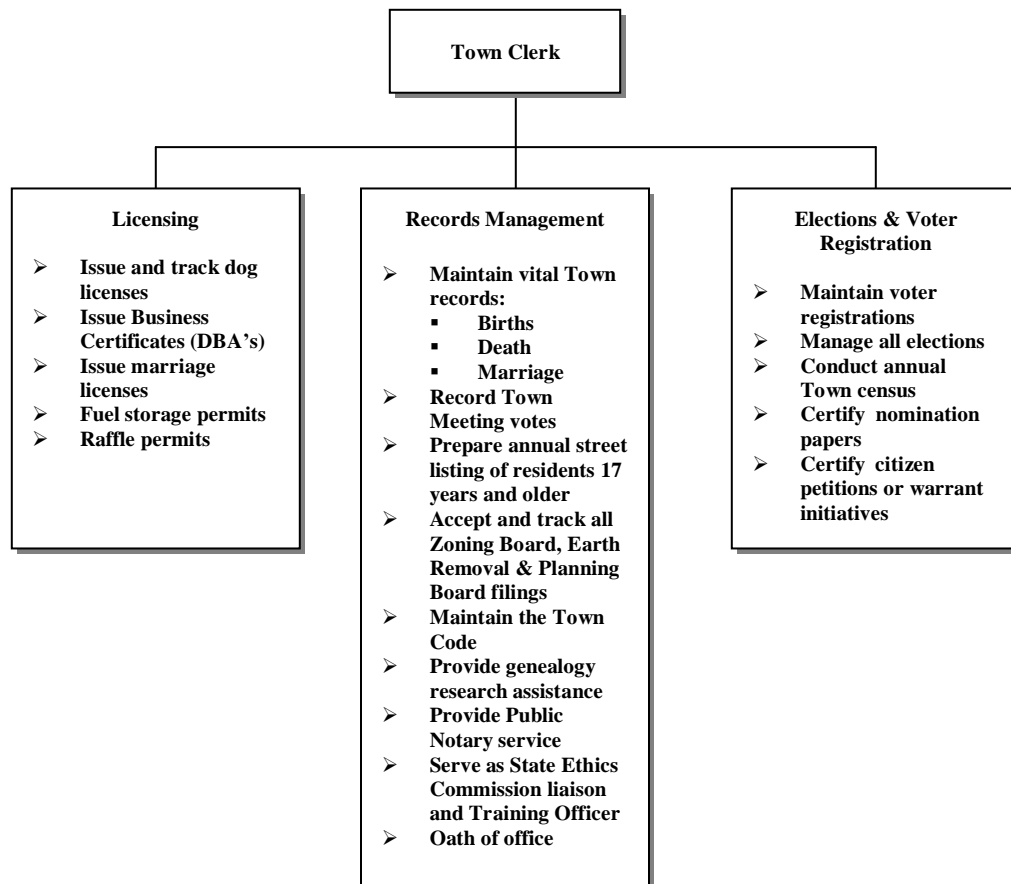 Town Clerk
Licensing
➢ Issue and track dog
licenses
➢ Issue Business
Certificates (DBA's)
➢ Issue marriage
licenses
➢ Fuel storage permits
➢ Raffle permits
Records Management
➢ Maintain vital Town
records:
▪ Births
▪ Death
▪ Marriage
➢ Record Town
Meeting votes
➢ Prepare annual street
listing of residents 17
years and older
➢ Accept and track all
Zoning Board, Earth
Removal & Planning
Board filings
➢ Maintain the Town
Code
➢ Provide genealogy
research assistance
➢ Provide Public
Notary service
➢ Serve as State Ethics
Commission liaison
and Training Officer
➢ Oath of office
Elections & Voter
Registration
➢ Maintain voter
registrations
➢ Manage all elections
➢ Conduct annual
Town census
➢ Certify nomination
papers
➢ Certify citizen
petitions or warrant
initiatives